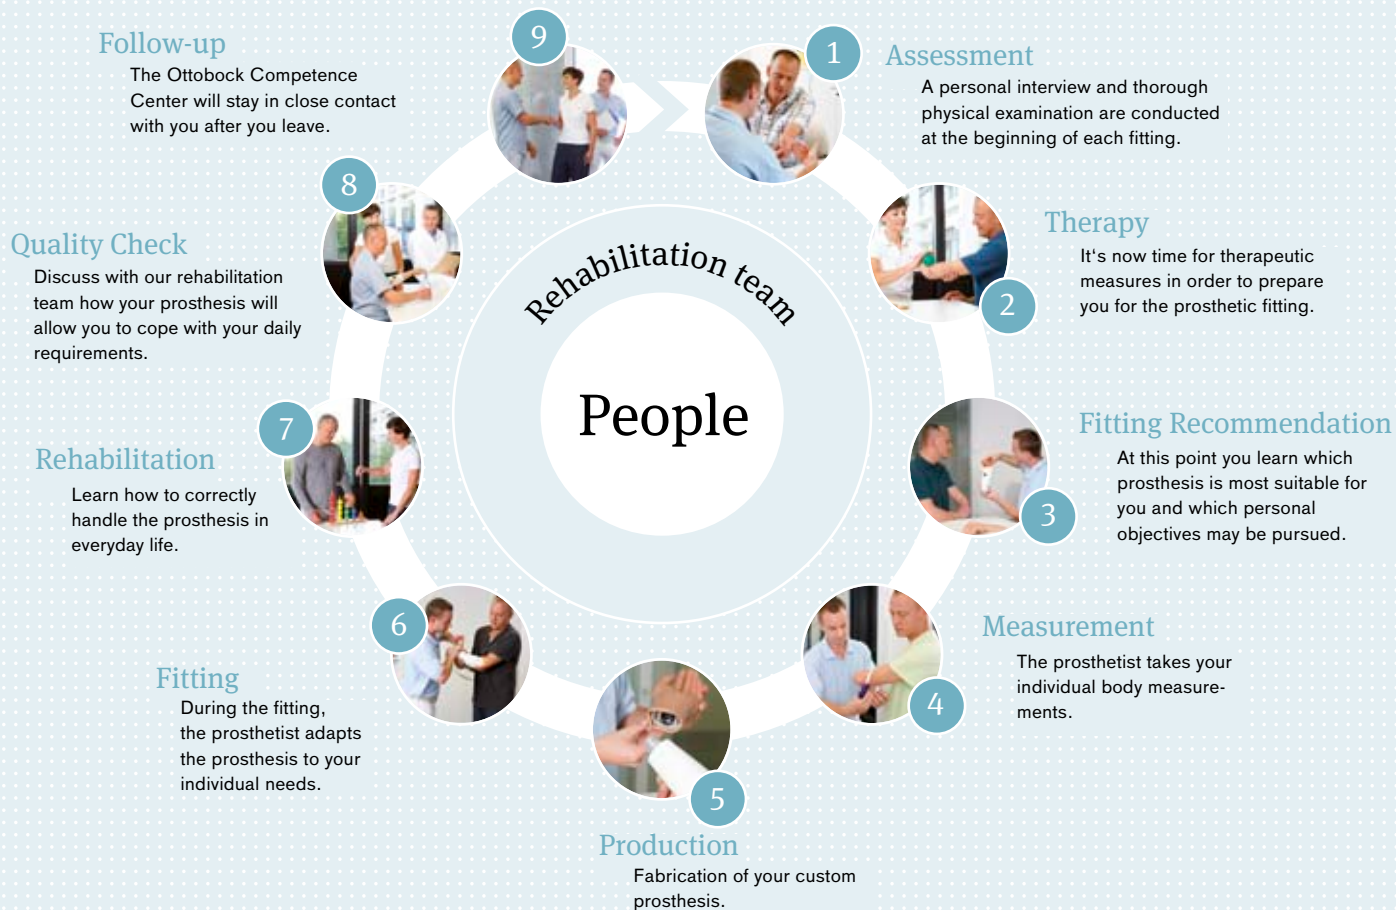 9
Follow-up
The Ottobock Competence
Center will stay in close contact
with you after you leave.
1
Assessment
A personal interview and thorough
physical examination are conducted
at the beginning of each fitting.
8
Quality Check
Discuss with our rehabilitation
team how your prosthesis will
allow you to cope with your daily
requirements.
2
Therapy
It‘s now time for therapeutic
measures in order to prepare
you for the prosthetic fitting.
Rehabilitation team
People
7
Rehabilitation
Learn how to correctly
handle the prosthesis in
everyday life.
3
Fitting Recommendation
At this point you learn which
prosthesis is most suitable for
you and which personal
objectives may be pursued.
6
Fitting
During the fitting,
the prosthetist adapts
the prosthesis to your
individual needs.
4
Measurement
The prosthetist takes your
individual body measure-
ments.
5
Production
Fabrication of your custom
prosthesis.